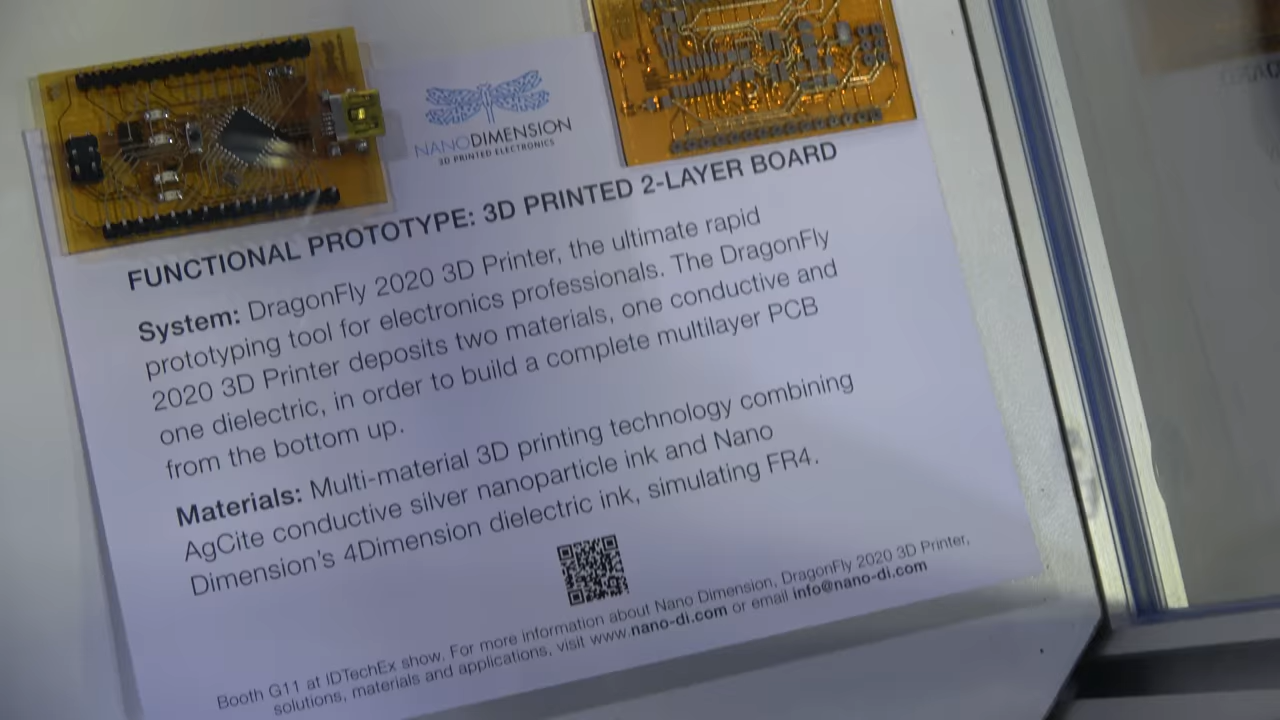 NANODIMENSION
3D PRINTED ELECTRONICS
FUNCTIONAL PROTOTYPE: 3D PRINTED 2-LAYER BOARD
System: DragonFly 2020 3D Printer, the ultimate rapid
prototyping tool for electronics professionals. The DragonFly
2020 3D Printer deposits two materials, one conductive and
one dielectric, in order to build a complete multilayer PCB
from the bottom up.
Materials: Multi-material 3D printing technology combining
AgCite conductive silver nanoparticle ink and Nano
Dimension's 4Dimension dielectric ink, simulating FR4.
Booth G11 at IDTechEx show. For more information about Nano Dimension, DragonFly 2020 3D Printer,
solutions, materials and applications, visit www.nano-di.com or email info@nano-di.com